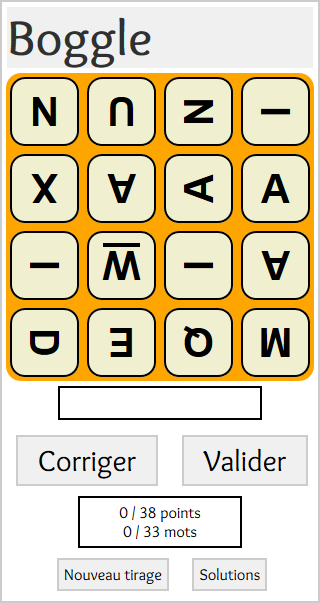 Boggle
N U N I
X A A A
I M I A
D E Q W
Corriger Valider
0 / 38 points
0 / 33 mots
Nouveau tirage Solutions